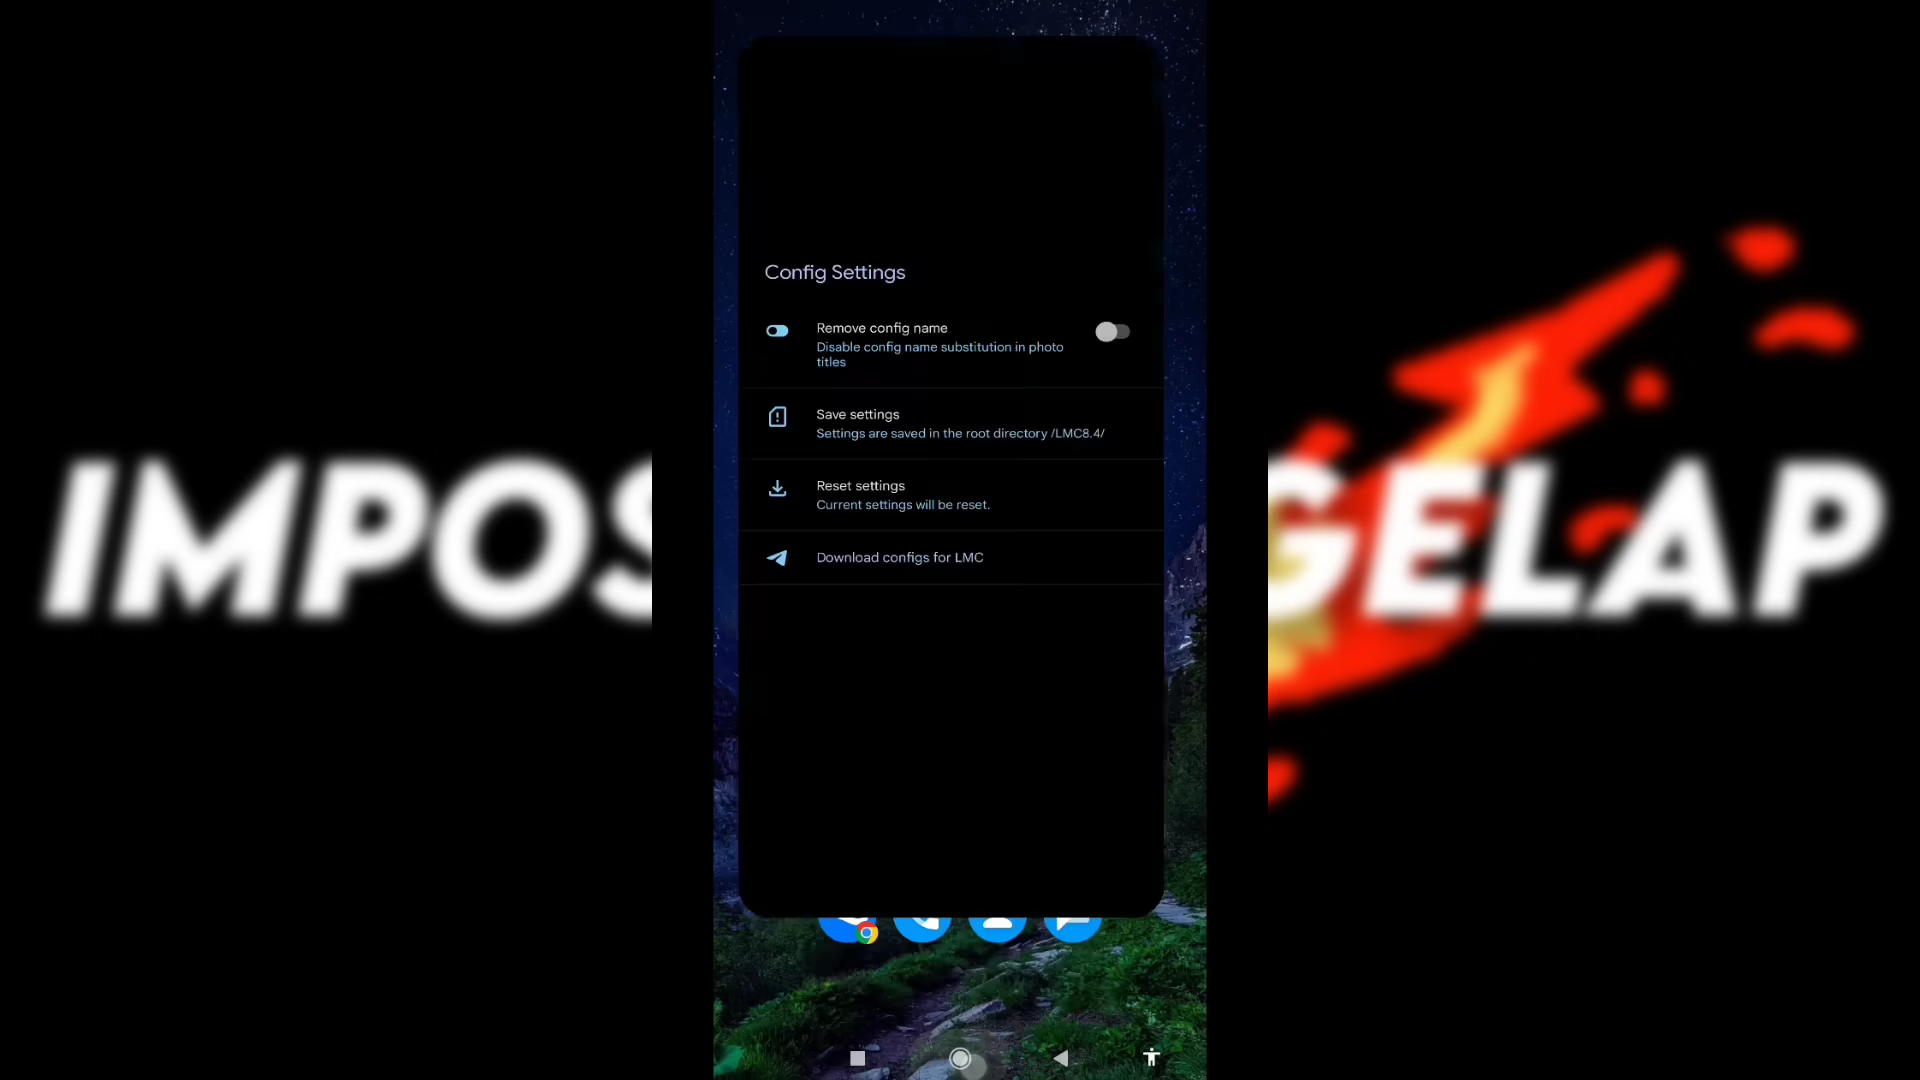 IMPOS
GELAP
Config Settings
Remove config name
Disable config name substitution in photo
titles
Save settings
Settings are saved in the root directory /LMC8.4/
Reset settings
Current settings will be reset.
Download configs for LMC